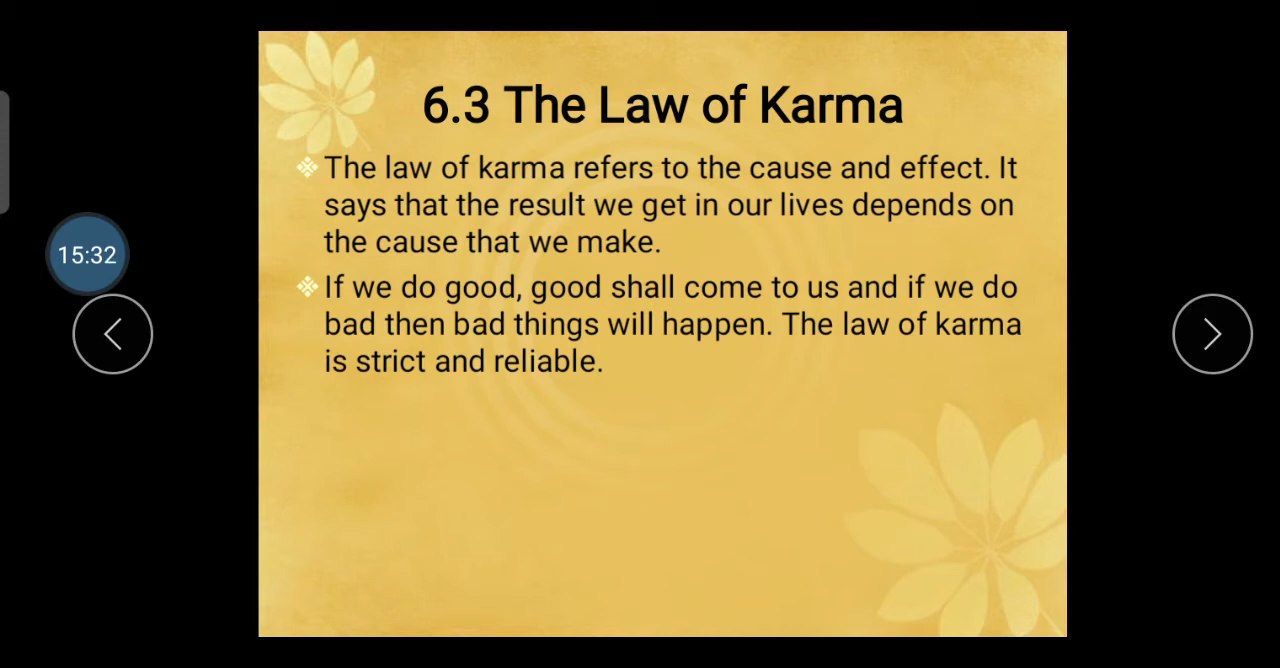 6.3 The Law of Karma
The law of karma refers to the cause and effect. It
says that the result we get in our lives depends on
the cause that we make.
If we do good, good shall come to us and if we do
bad then bad things will happen. The law of karma
is strict and reliable.
15:32